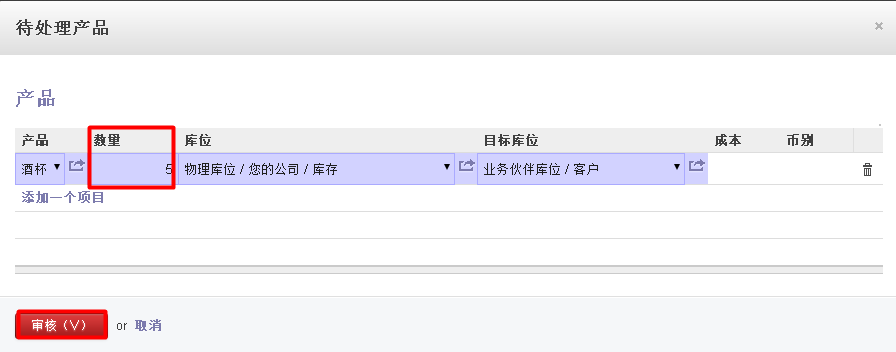 待处理产品 ×
产品
产品 数量 库位 目标库位 成本 币别
酒杯 5 物理库位 / 您的公司 / 库存 业务伙伴库位 / 客户
添加一个项目
审核（V） or 取消